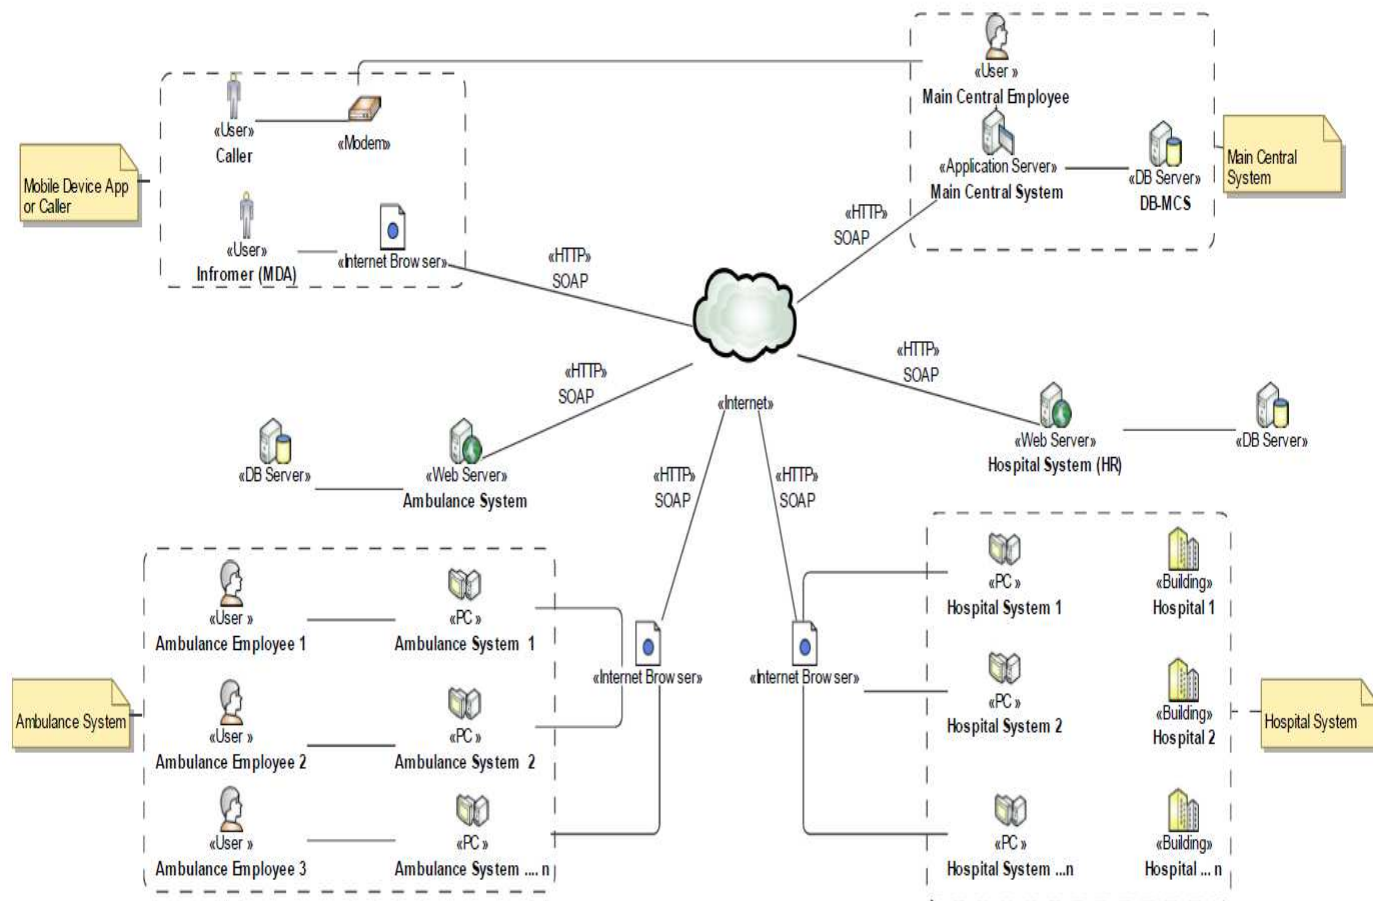 «User »
Main Central Employee
«User»
Caller
«Modem»
«Application Server»
Main Central System
«DB Server»
DB-MCS
Main Central
System
Mobile Device App
or Caller
«User»
Infromer (MDA)
«Internet Browser»
«HTTP»
SOAP
«HTTP»
SOAP
«HTTP»
SOAP
«HTTP»
SOAP
«Internet»
«DB Server»
«Web Server»
Ambulance System
«Web Server»
Hospital System (HR)
«DB Server»
«HTTP»
SOAP
«HTTP»
SOAP
«User »
Ambulance Employee 1
«PC »
Ambulance System 1
«User »
Ambulance Employee 2
«PC »
Ambulance System 2
«User »
Ambulance Employee 3
«PC »
Ambulance System .... n
Ambulance System
«Internet Browser»
«Internet Browser»
«PC »
Hospital System 1
«Building»
Hospital 1
«PC »
Hospital System 2
«Building»
Hospital 2
«PC »
Hospital System ...n
«Building»
Hospital ... n
Hospital System